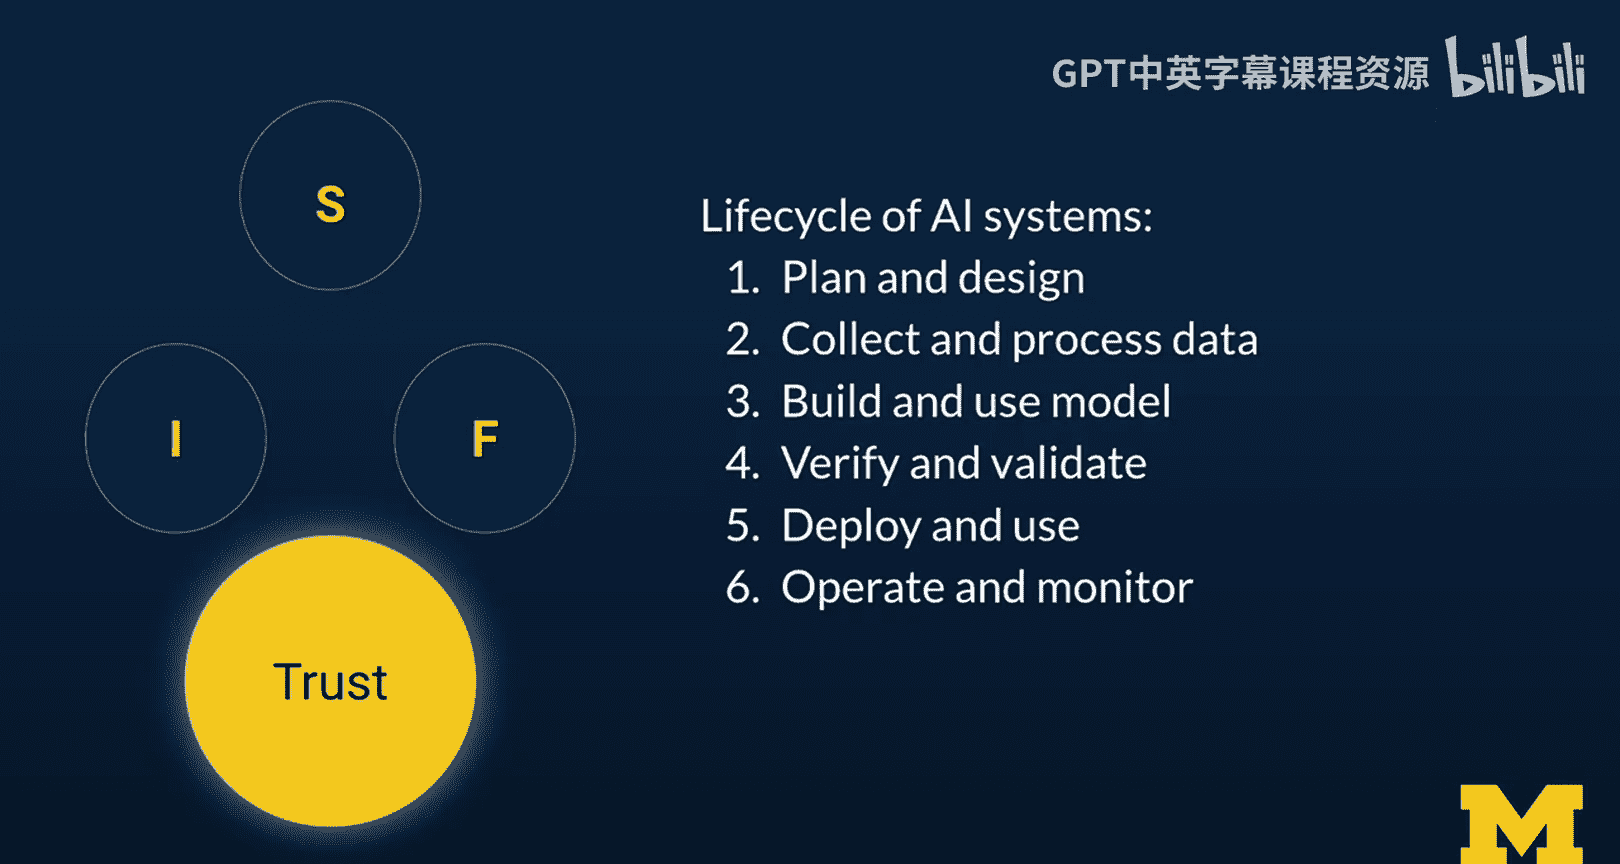 GPT中英字幕课程资源 bilibili
S
I
F
Trust
Lifecycle of AI systems:
1. Plan and design
2. Collect and process data
3. Build and use model
4. Verify and validate
5. Deploy and use
6. Operate and monitor
M